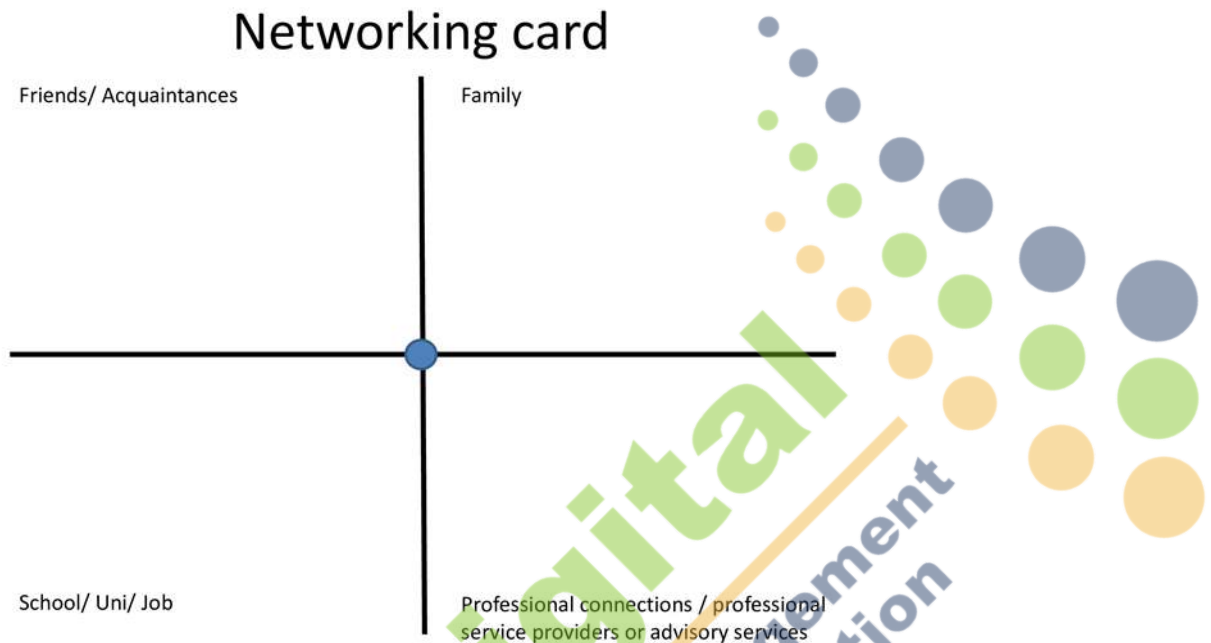 Networking card
Friends/ Acquaintances
Family
School/ Uni/ Job
Professional connections / professional
service providers or advisory services